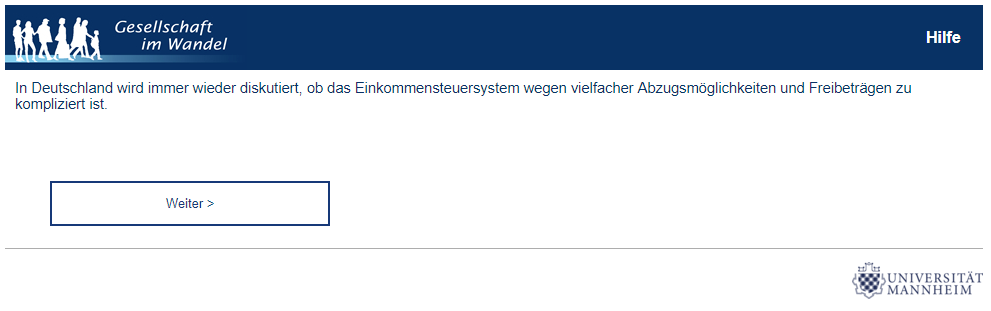 Gesellschaft
im Wandel
Hilfe
In Deutschland wird immer wieder diskutiert, ob das Einkommensteuersystem wegen vielfacher Abzugsmöglichkeiten und Freibeträgen zu
kompliziert ist.
Weiter >
UNIVERSITÄT
MANNHEIM